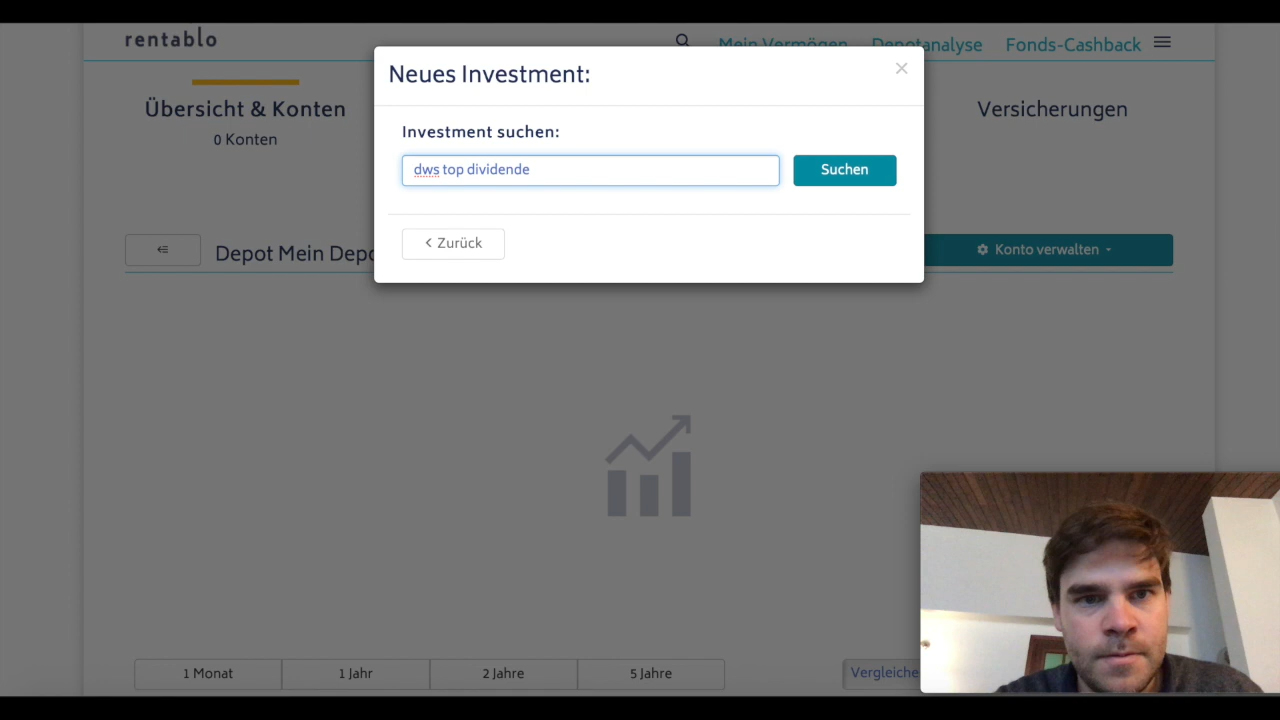 rentablo
Mein Vermögen Depotanalyse Fonds-Cashback
Neues Investment:
Übersicht & Konten
0 Konten
Versicherungen
Investment suchen:
dws top dividende
Suchen
< Zurück
Depot Mein Depo
Konto verwalten
1 Monat
1 Jahr
2 Jahre
5 Jahre
Vergleiche